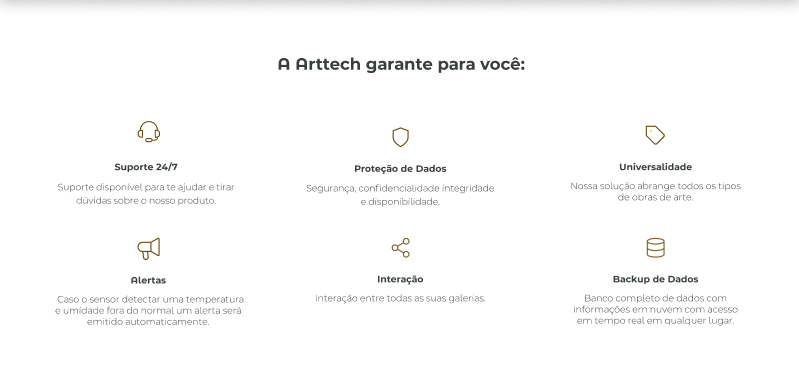 A Arttech garante para você:
Suporte 24/7
Suporte disponível para te ajudar e tirar
dúvidas sobre o nosso produto.
Proteção de Dados
Segurança, confidencialidade integridade
e disponibilidade.
Universalidade
Nossa solução abrange todos os tipos
de obras de arte.
Alertas
Caso o sensor detectar uma temperatura
e umidade fora do normal um alerta será
emitido automaticamente.
Interação
Interação entre todas as suas galerias.
Backup de Dados
Banco completo de dados com
informações em nuvem com acesso
em tempo real em qualquer lugar.